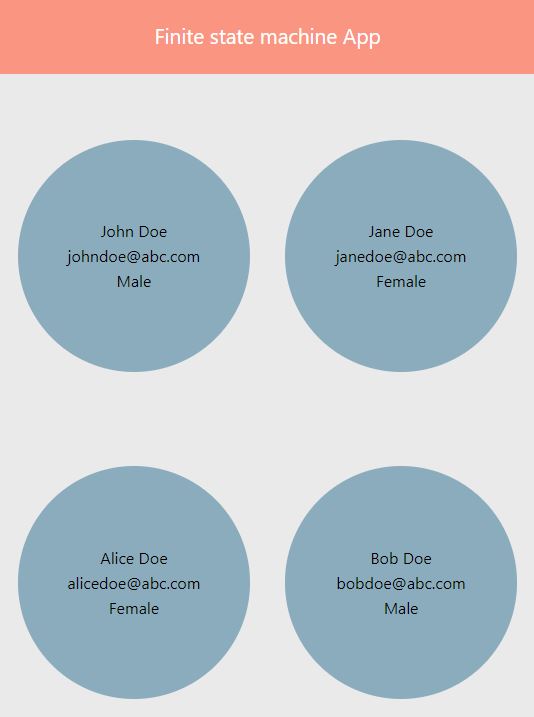 Finite state machine App
John Doe
johndoe@abc.com
Male
Jane Doe
janedoe@abc.com
Female
Alice Doe
alicedoe@abc.com
Female
Bob Doe
bobdoe@abc.com
Male